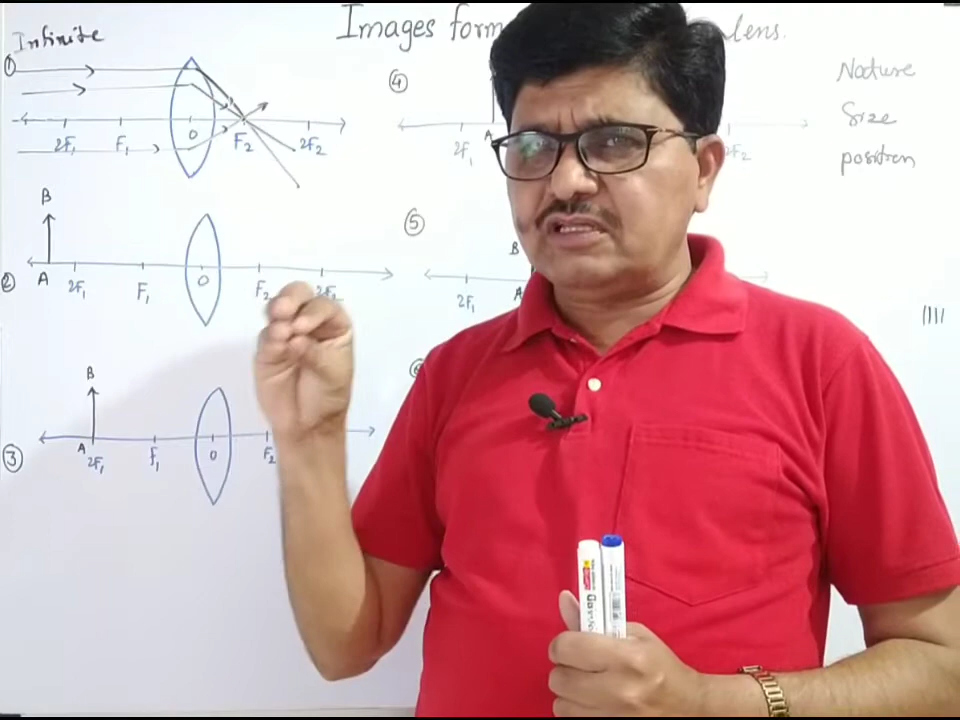 Images form lens.
Infinite
①
2F₁ F₁ O F₂ 2F₂
②
B
A 2F₁ F₁ O F₂ 2F₂
③
B
A 2F₁ F₁ O F₂
④
A
2F₁ 2F₂
⑤
B
2F₁ A
Nature
Size
position